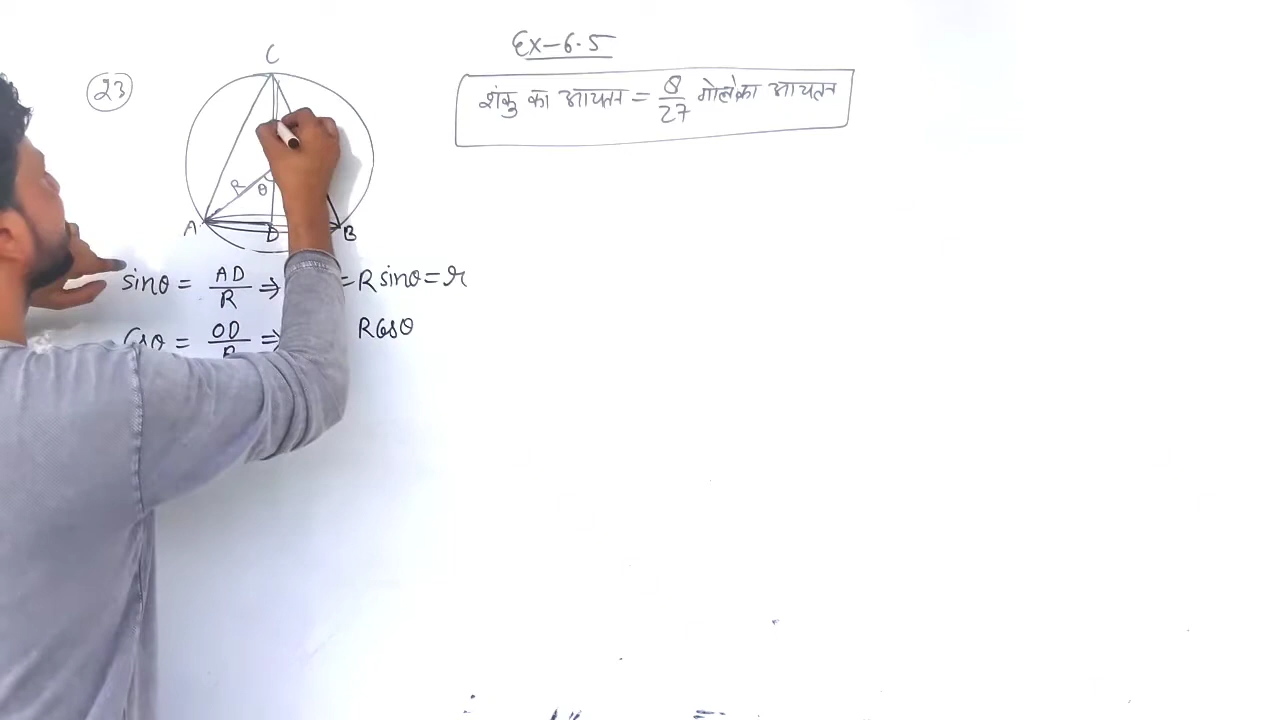 Ex-6.5
23
शंकु का आयतन = 8/27 गोले का आयतन
C
R
θ
A
D
B
sinθ = AD/R ⇒ = R sinθ = r
Cosθ = OD/R ⇒ R Cosθ